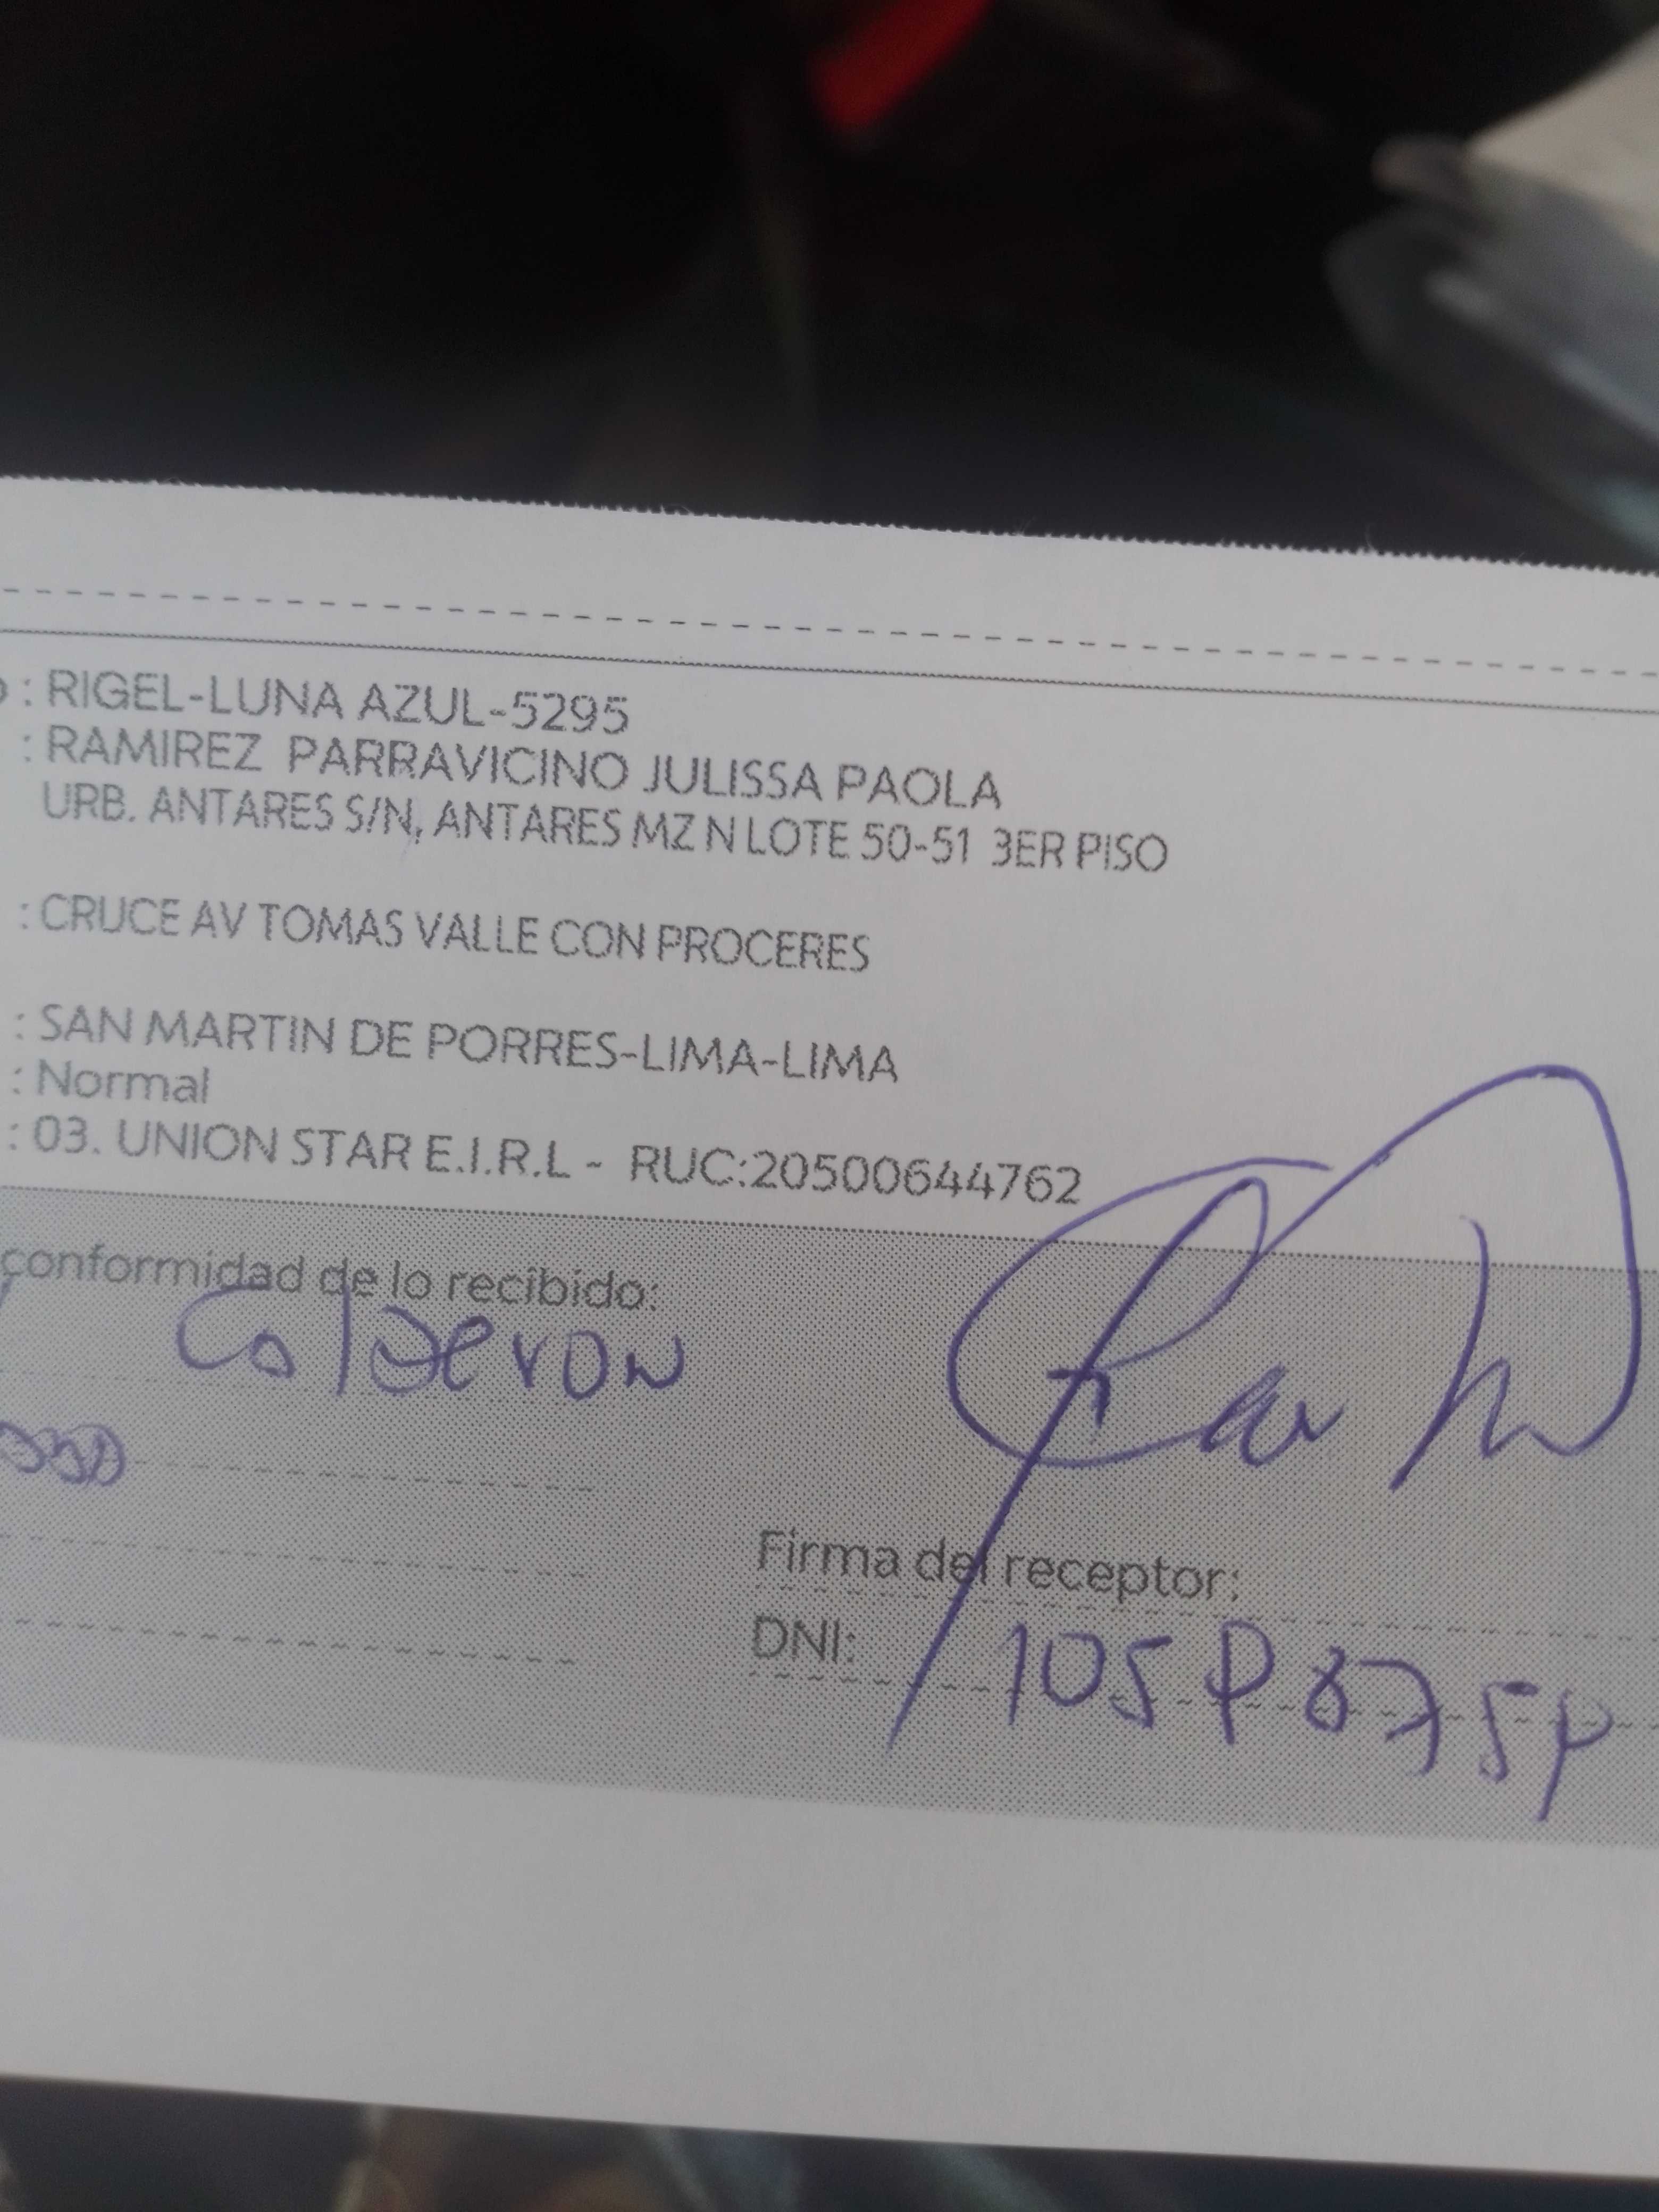 : RIGEL-LUNA AZUL-5295
: RAMIREZ PARRAVICINO JULISSA PAOLA
URB. ANTARES S/N, ANTARES MZ N LOTE 50-51 3ER PISO
: CRUCE AV TOMAS VALLE CON PROCERES
: SAN MARTIN DE PORRES-LIMA-LIMA
: Normal
: 03. UNION STAR E.I.R.L - RUC:20500644762
conformidad de lo recibido:
Calderon
Firma del receptor:
DNI: